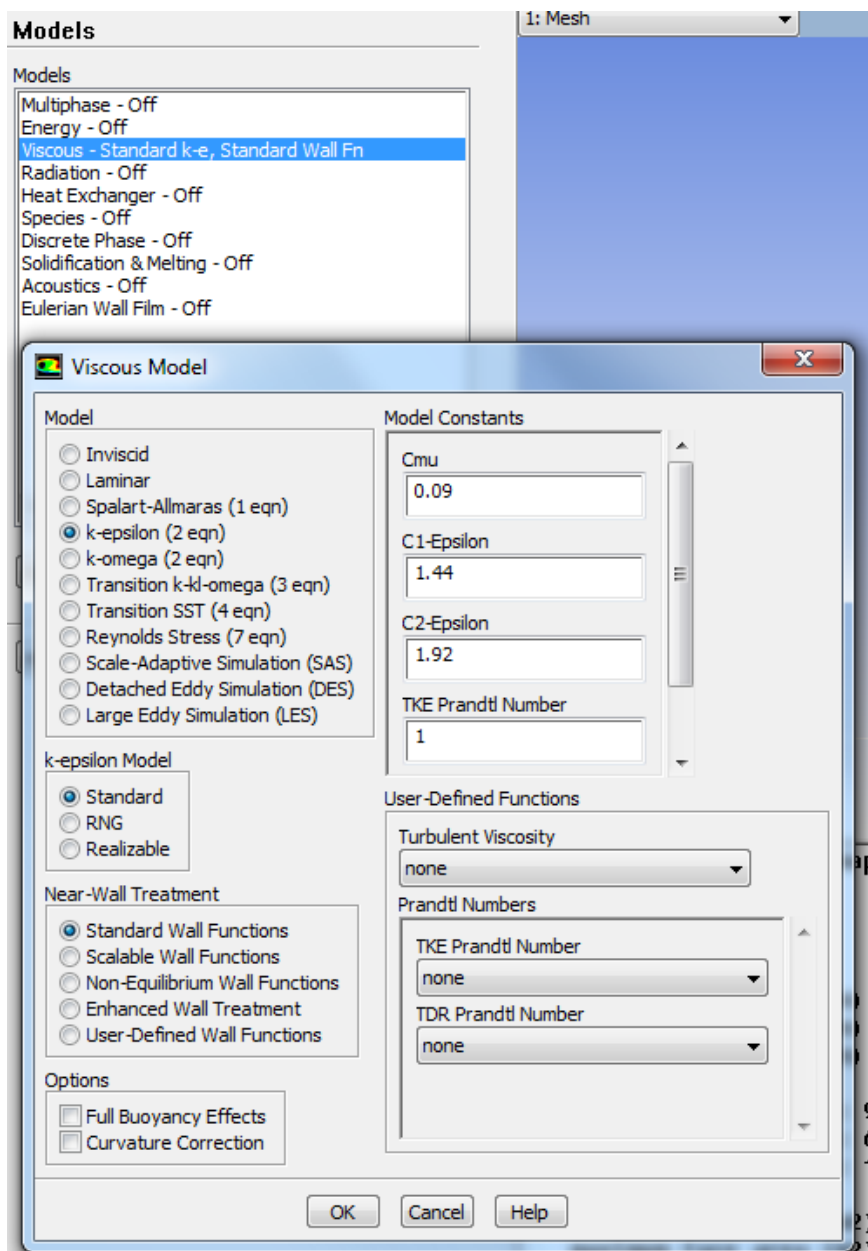 Models
1: Mesh
Models
Multiphase - Off
Energy - Off
Viscous - Standard k-e, Standard Wall Fn
Radiation - Off
Heat Exchanger - Off
Species - Off
Discrete Phase - Off
Solidification & Melting - Off
Acoustics - Off
Eulerian Wall Film - Off
Viscous Model
Model
Inviscid
Laminar
Spalart-Allmaras (1 eqn)
k-epsilon (2 eqn)
k-omega (2 eqn)
Transition k-kl-omega (3 eqn)
Transition SST (4 eqn)
Reynolds Stress (7 eqn)
Scale-Adaptive Simulation (SAS)
Detached Eddy Simulation (DES)
Large Eddy Simulation (LES)
k-epsilon Model
Standard
RNG
Realizable
Near-Wall Treatment
Standard Wall Functions
Scalable Wall Functions
Non-Equilibrium Wall Functions
Enhanced Wall Treatment
User-Defined Wall Functions
Options
Full Buoyancy Effects
Curvature Correction
Model Constants
Cmu
0.09
C1-Epsilon
1.44
C2-Epsilon
1.92
TKE Prandtl Number
1
User-Defined Functions
Turbulent Viscosity
none
Prandtl Numbers
TKE Prandtl Number
none
TDR Prandtl Number
none
OK
Cancel
Help